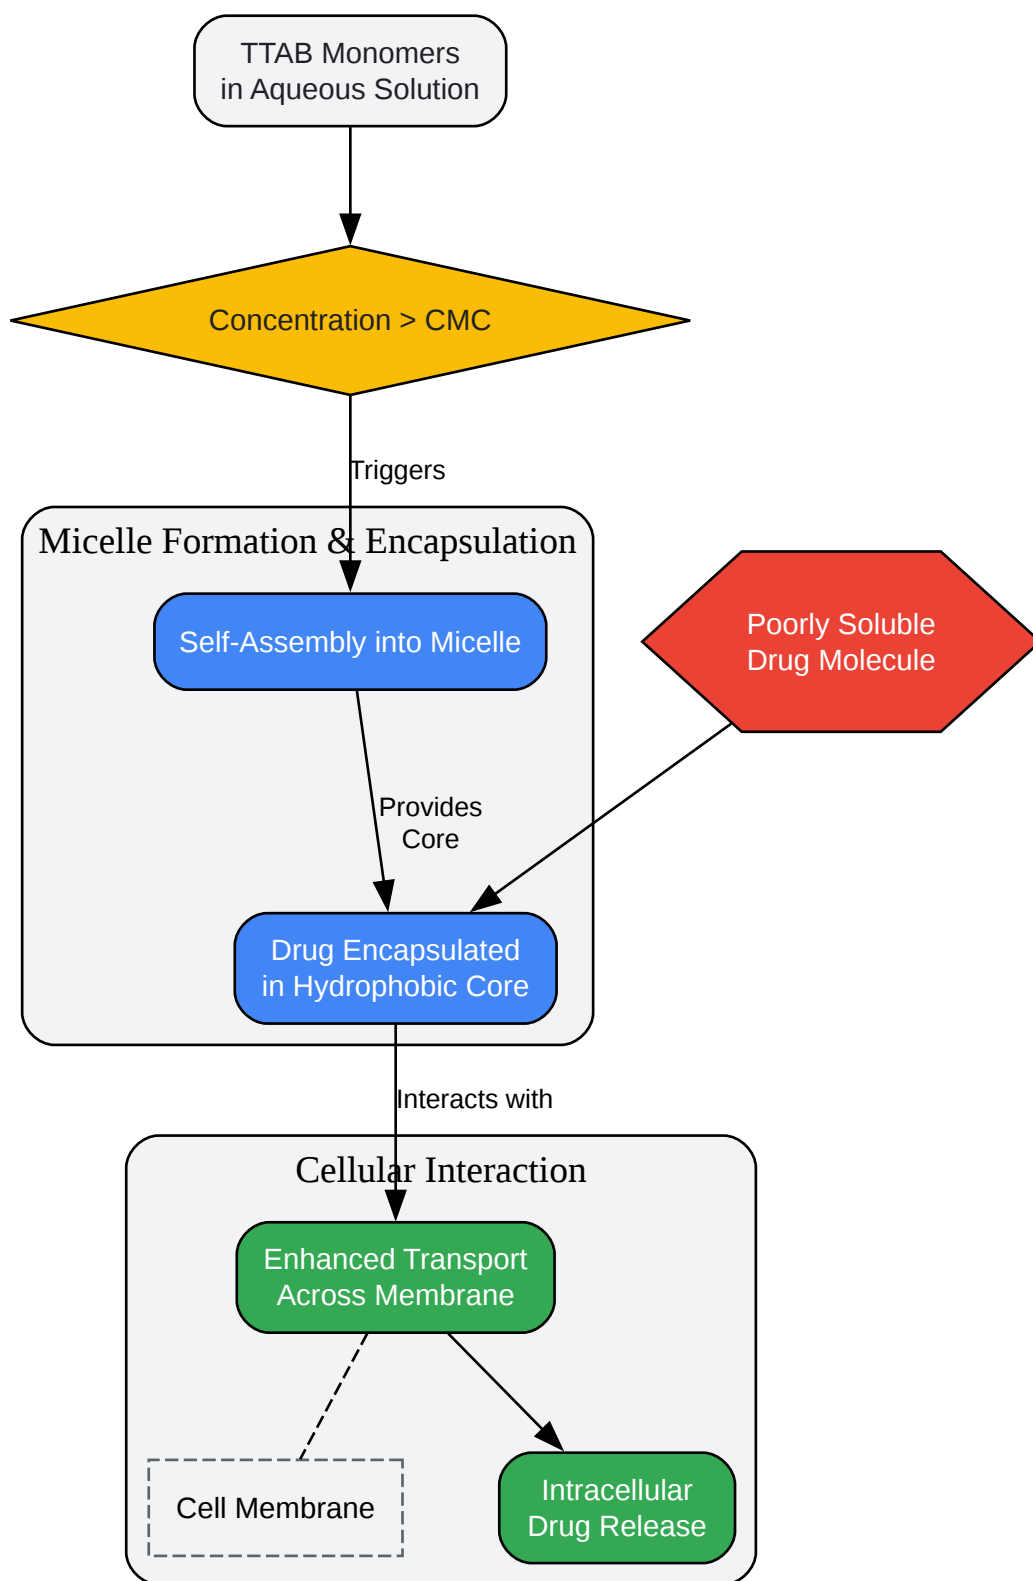 TTAB Monomers
in Aqueous Solution
Concentration > CMC
Triggers
Micelle Formation & Encapsulation
Self-Assembly into Micelle
Poorly Soluble
Drug Molecule
Provides
Core
Drug Encapsulated
in Hydrophobic Core
Interacts with
Cellular Interaction
Enhanced Transport
Across Membrane
Cell Membrane
Intracellular
Drug Release